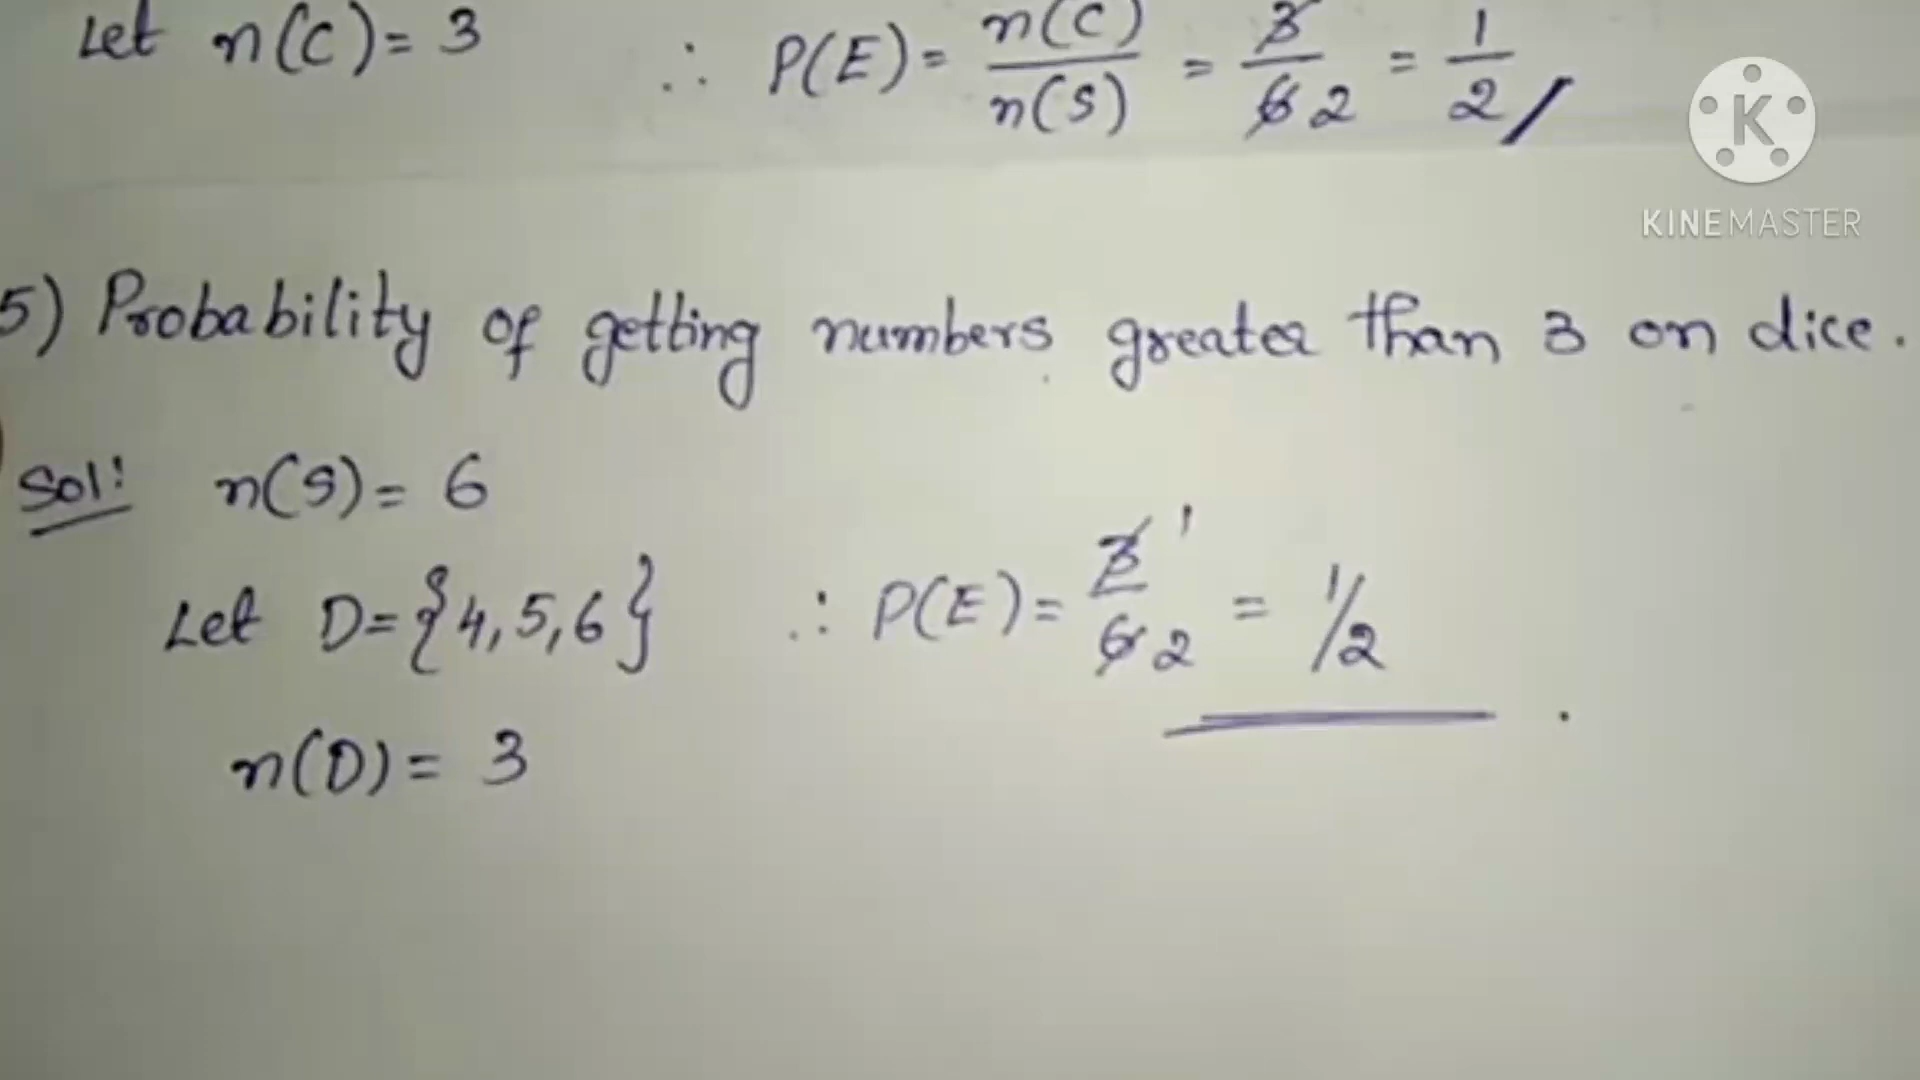 Let n(C) = 3 ∴ P(E) = n(C)/n(S) = 3/6 2 = 1/2
K
KINEMASTER
5) Probability of getting numbers greater than 3 on dice.
Sol: n(S) = 6
Let D = {4, 5, 6} ∴ P(E) = 3 1/6 2 = 1/2
n(D) = 3